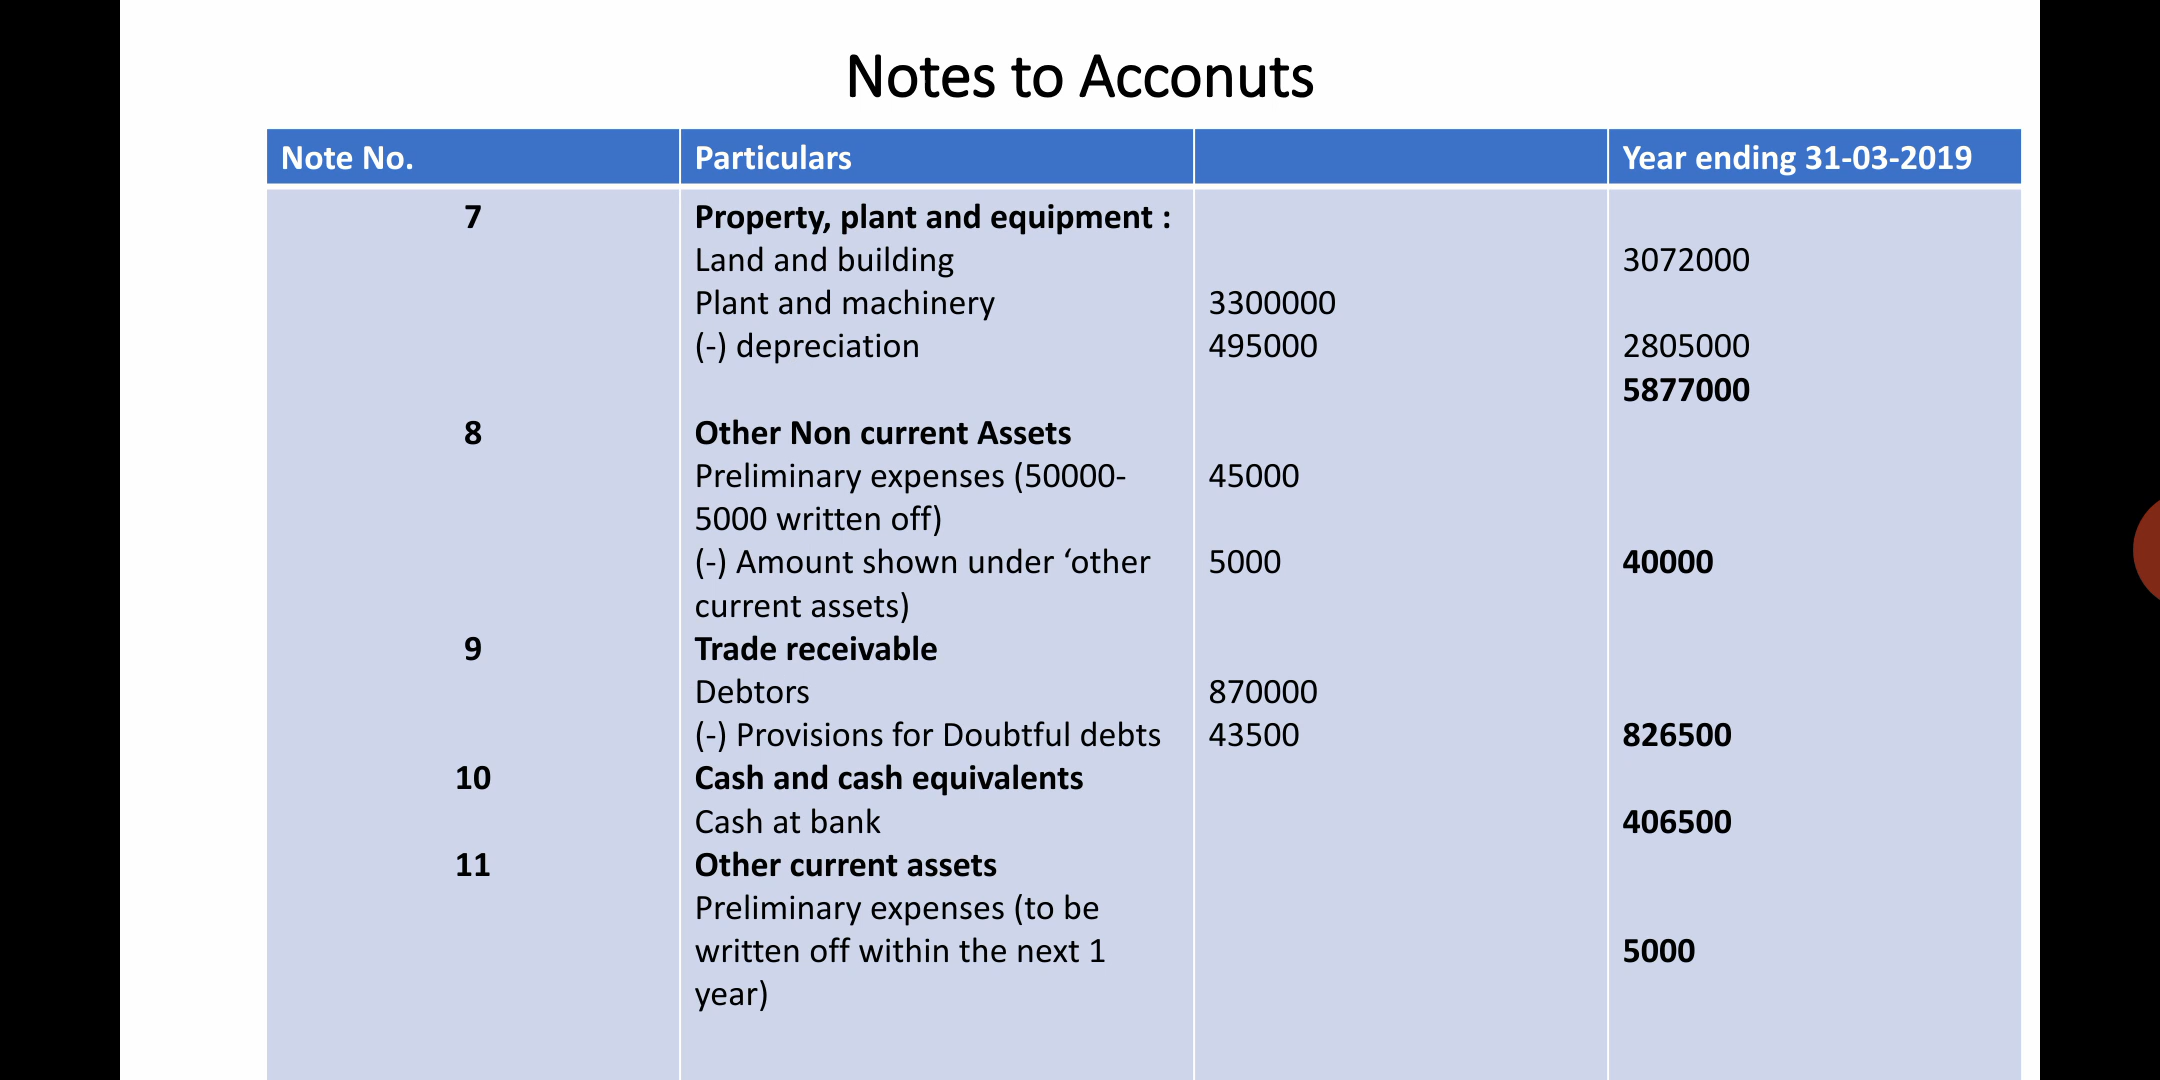 Notes to Acconuts
Note No. Particulars Year ending 31-03-2019
7 Property, plant and equipment :
Land and building 3072000
Plant and machinery 3300000
(-) depreciation 495000 2805000
5877000
8 Other Non current Assets
Preliminary expenses (50000- 45000
5000 written off)
(-) Amount shown under ‘other 5000 40000
current assets)
9 Trade receivable
Debtors 870000
(-) Provisions for Doubtful debts 43500 826500
10 Cash and cash equivalents
Cash at bank 406500
11 Other current assets
Preliminary expenses (to be
written off within the next 1 5000
year)